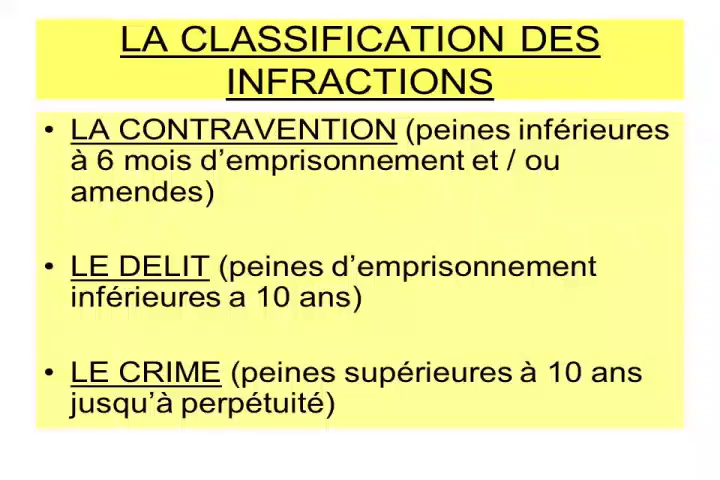 LA CLASSIFICATION DES
INFRACTIONS
• LA CONTRAVENTION (peines inférieures
à 6 mois d’emprisonnement et / ou
amendes)
• LE DELIT (peines d’emprisonnement
inférieures a 10 ans)
• LE CRIME (peines supérieures à 10 ans
jusqu’à perpétuité)